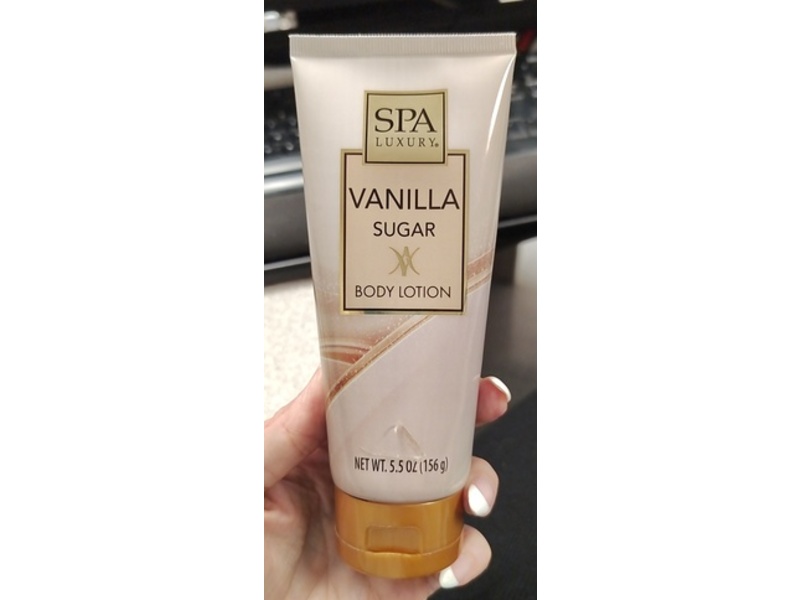 SPA
LUXURY®
VANILLA
SUGAR
BODY LOTION
NET WT. 5.5 OZ (156 g)